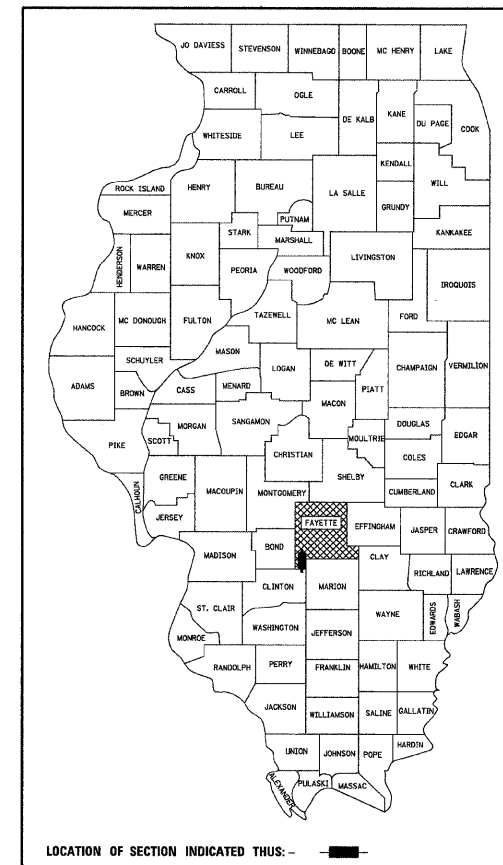 JO DAVIESS STEVENSON WINNEBAGO BOONE MC HENRY LAKE
CARROLL OGLE DE KALB KANE DU PAGE COOK
WHITESIDE LEE
KENDALL WILL
ROCK ISLAND HENRY BUREAU LA SALLE GRUNDY
MERCER PUTNAM KANKAKEE
STARK MARSHALL LIVINGSTON
HENDERSON WARREN KNOX PEORIA WOODFORD IROQUOIS
HANCOCK MC DONOUGH FULTON TAZEWELL MC LEAN FORD
SCHUYLER MASON LOGAN DE WITT CHAMPAIGN VERMILION
ADAMS BROWN CASS MENARD MACON PIATT
PIKE SCOTT MORGAN SANGAMON MOULTRIE DOUGLAS EDGAR
CHRISTIAN COLES
CALHOUN GREENE MACOUPIN MONTGOMERY SHELBY CUMBERLAND CLARK
JERSEY FAYETTE EFFINGHAM JASPER CRAWFORD
MADISON BOND CLAY
CLINTON MARION RICHLAND LAWRENCE
ST. CLAIR WAYNE EDWARDS WABASH
MONROE WASHINGTON JEFFERSON
RANDOLPH PERRY FRANKLIN HAMILTON WHITE
JACKSON WILLIAMSON SALINE GALLATIN
UNION JOHNSON POPE HARDIN
ALEXANDER PULASKI MASSAC
LOCATION OF SECTION INDICATED THUS: -